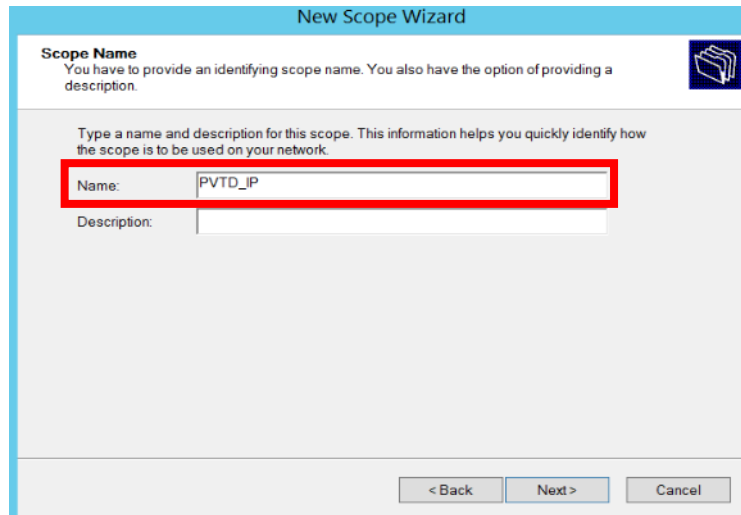 New Scope Wizard
Scope Name
You have to provide an identifying scope name. You also have the option of providing a
description.
Type a name and description for this scope. This information helps you quickly identify how
the scope is to be used on your network.
Name: PVTD_IP
Description:
< Back Next > Cancel